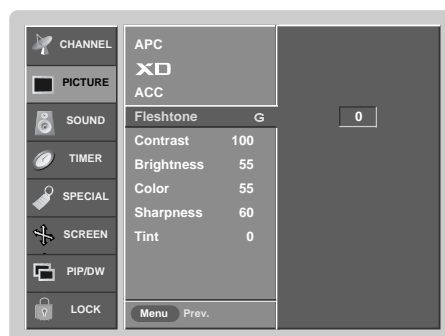 CHANNEL
PICTURE
SOUND
TIMER
SPECIAL
SCREEN
PIP/DW
LOCK
APC
XD
ACC
Fleshtone G 0
Contrast 100
Brightness 55
Color 55
Sharpness 60
Tint 0
Menu Prev.